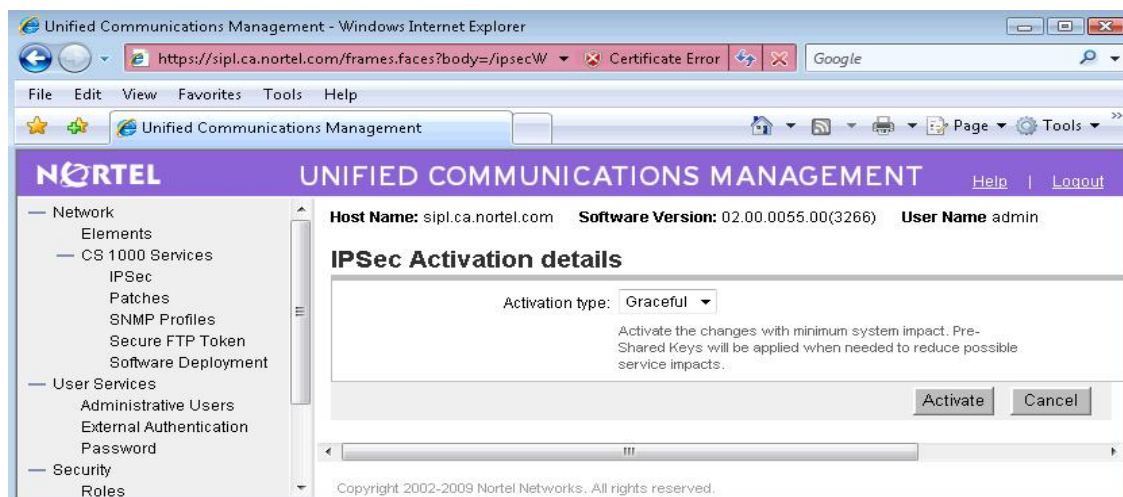 Unified Communications Management - Windows Internet Explorer
https://sipl.ca.nortel.com/frames.faces?body=/ipsecW
Certificate Error
Google
File Edit View Favorites Tools Help
Unified Communications Management
Page Tools
NORTEL
UNIFIED COMMUNICATIONS MANAGEMENT
Help | Logout
— Network
Elements
— CS 1000 Services
IPSec
Patches
SNMP Profiles
Secure FTP Token
Software Deployment
— User Services
Administrative Users
External Authentication
Password
— Security
Roles
Host Name: sipl.ca.nortel.com Software Version: 02.00.0055.00(3266) User Name admin
IPSec Activation details
Activation type: Graceful
Activate the changes with minimum system impact. Pre-
Shared Keys will be applied when needed to reduce possible
service impacts.
Activate Cancel
Copyright 2002-2009 Nortel Networks. All rights reserved.